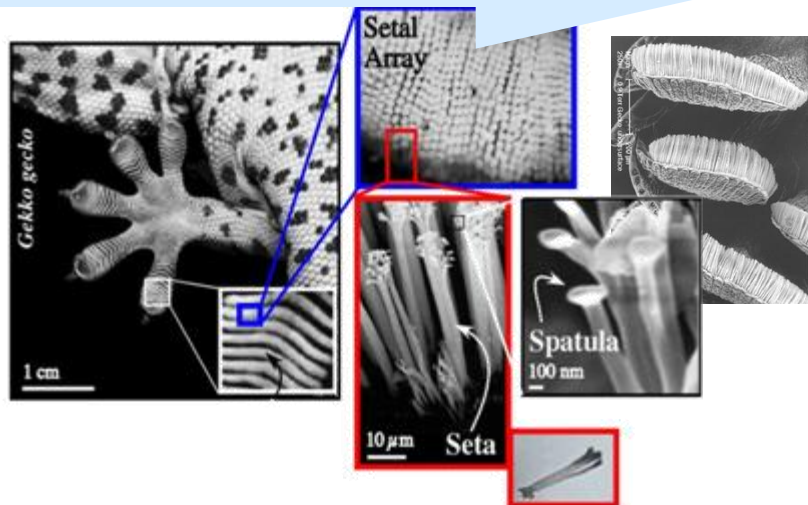 Setal
Array
Gekko gecko
1 cm
Spatula
100 nm
Seta
10 µm